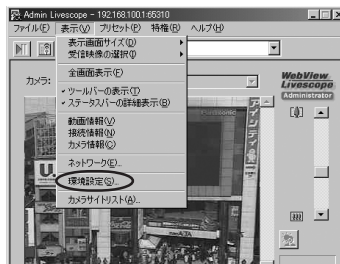 Admin Livescope - 192.168.100.1:65310
ファイル(F) 表示(V) プリセット(P) 特権(R) ヘルプ(H)
表示画面サイズ(D)
受信映像の選択(I)
全画面表示(F)
ツールバーの表示(T)
ステータスバーの詳細表示(B)
動画情報(V)
接続情報(N)
カメラ情報(C)
ネットワーク(E)...
環境設定(S)...
カメラサイトリスト(A)...
カメラ:
WebView
Livescope
Administrator